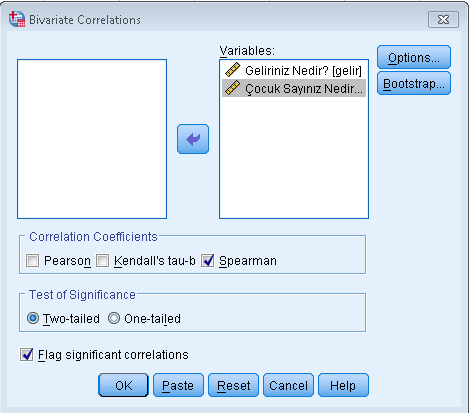 Bivariate Correlations
Variables:
Geliriniz Nedir? [gelir]
Çocuk Sayınız Nedir...
Options...
Bootstrap...
Correlation Coefficients
Pearson Kendall's tau-b Spearman
Test of Significance
Two-tailed One-tailed
Flag significant correlations
OK Paste Reset Cancel Help